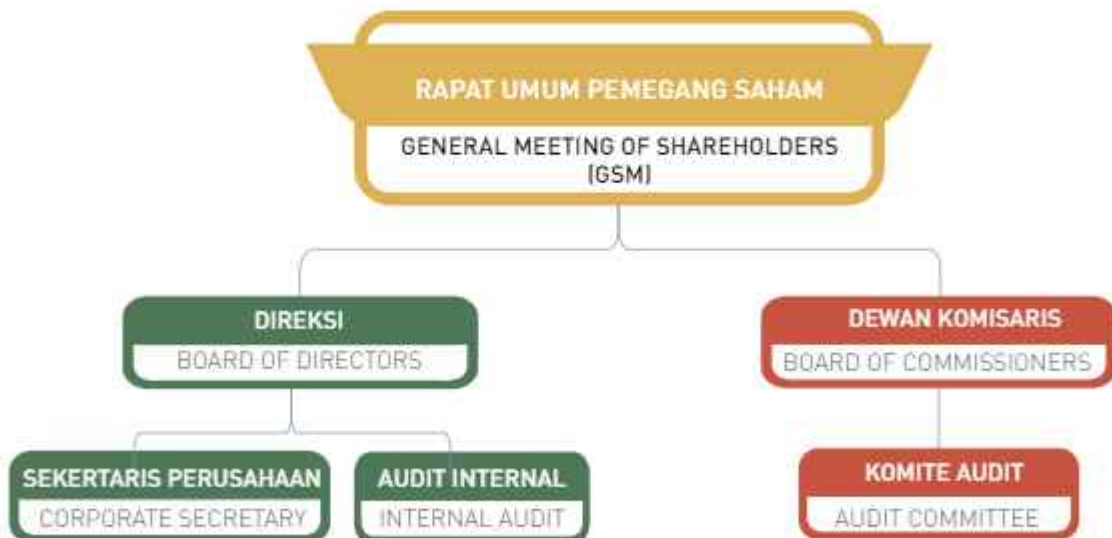 RAPAT UMUM PEMEGANG SAHAM
GENERAL MEETING OF SHAREHOLDERS
(GSM)
DIREKSI
BOARD OF DIRECTORS
DEWAN KOMISARIS
BOARD OF COMMISSIONERS
SEKERTARIS PERUSAHAAN
CORPORATE SECRETARY
AUDIT INTERNAL
INTERNAL AUDIT
KOMITE AUDIT
AUDIT COMMITTEE